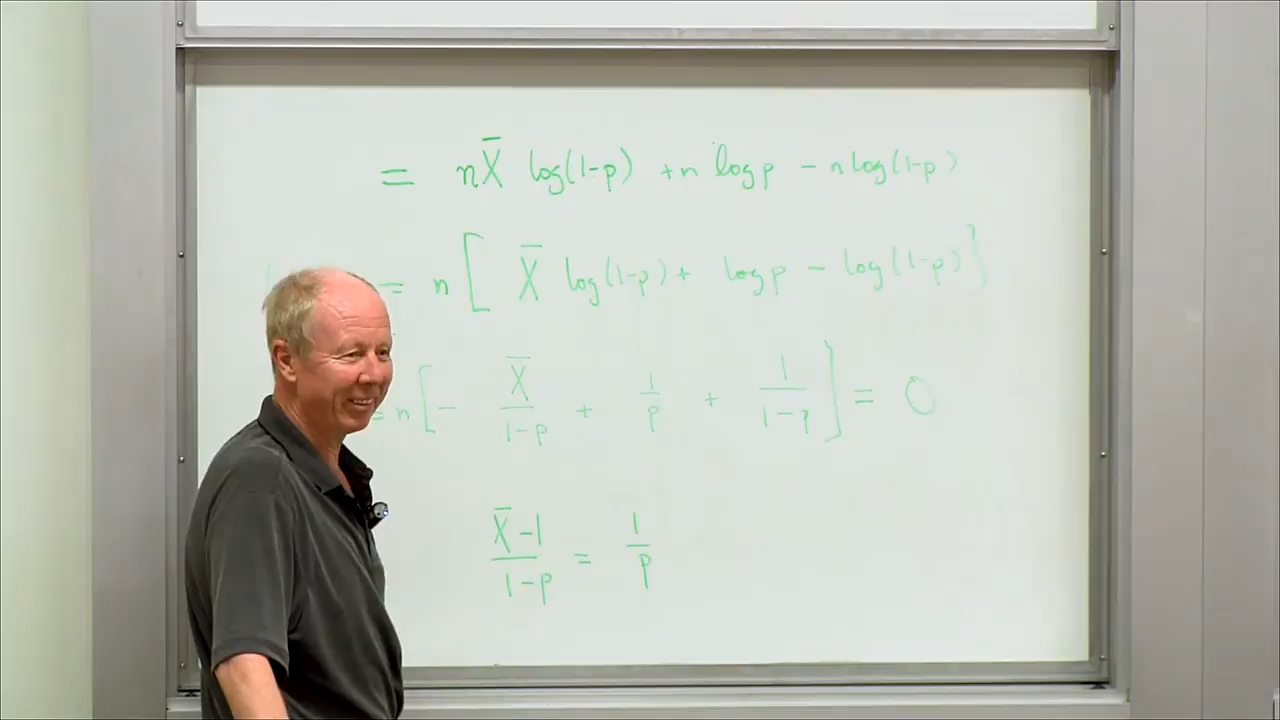 = nX̄ log(1-p) +n log p - n log(1-p)
= n[ X̄ log(1-p) + log p - log(1-p) ]
= n[ - X̄/(1-p) + 1/p + 1/(1-p) ] = 0
(X̄-1)/(1-p) = 1/p